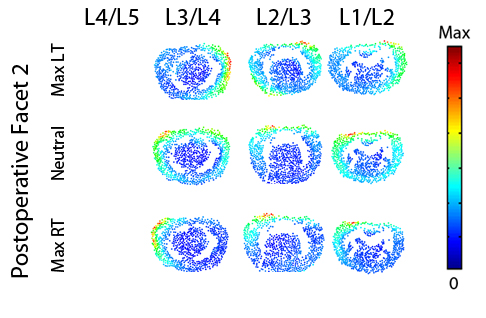 L4/L5 L3/L4 L2/L3 L1/L2
Max
Postoperative Facet 2
Max LT
Neutral
Max RT
0